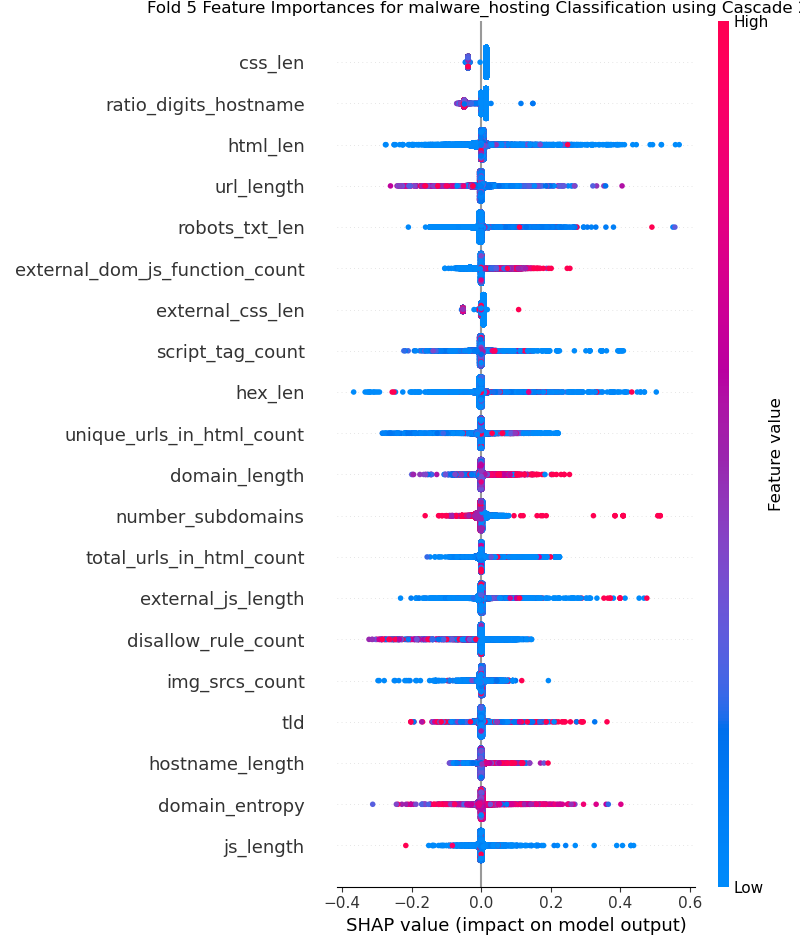 Fold 5 Feature Importances for malware_hosting Classification using Cascade
High
css_len
ratio_digits_hostname
html_len
url_length
robots_txt_len
external_dom_js_function_count
external_css_len
script_tag_count
hex_len
unique_urls_in_html_count
domain_length
number_subdomains
total_urls_in_html_count
external_js_length
disallow_rule_count
img_srcs_count
tld
hostname_length
domain_entropy
js_length
Feature value
Low
−0.4 −0.2 0.0 0.2 0.4 0.6
SHAP value (impact on model output)